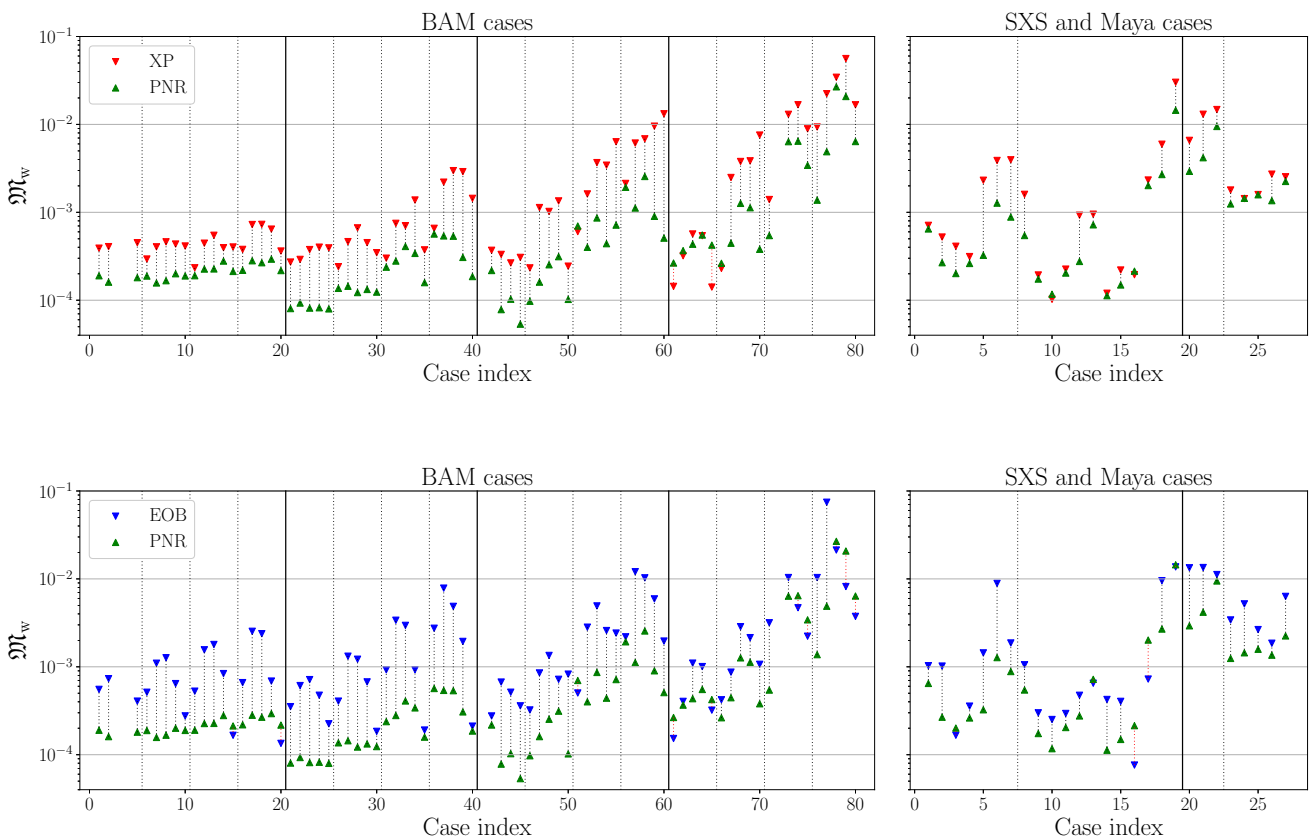 BAM cases
SXS and Maya cases
10⁻¹
10⁻²
10⁻³
10⁻⁴
𝔐w
XP
PNR
0 10 20 30 40 50 60 70 80
0 5 10 15 20 25
Case index
Case index
BAM cases
SXS and Maya cases
10⁻¹
10⁻²
10⁻³
10⁻⁴
𝔐w
EOB
PNR
0 10 20 30 40 50 60 70 80
0 5 10 15 20 25
Case index
Case index